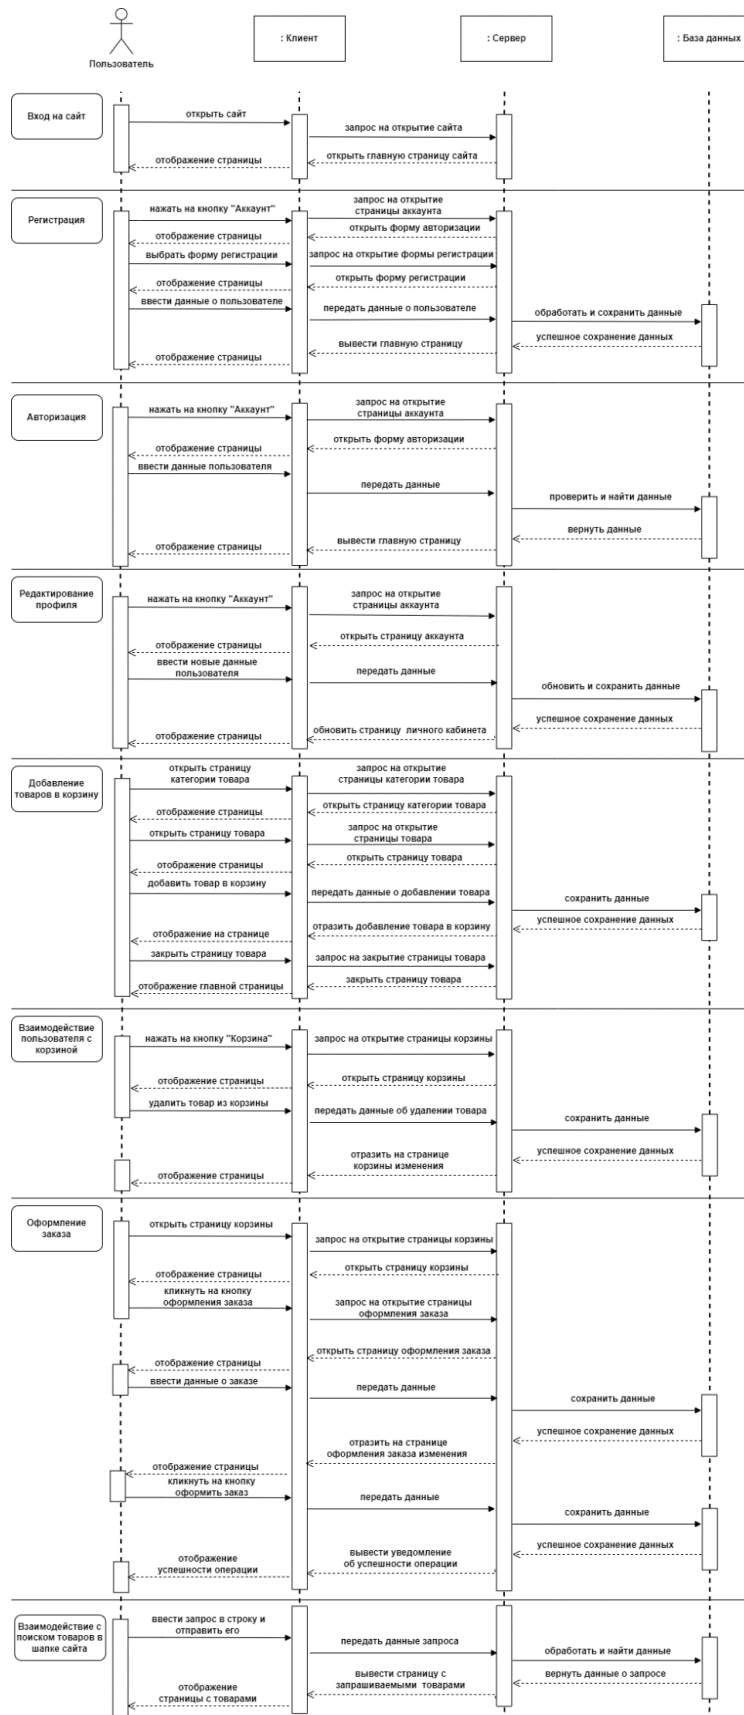 Пользователь
: Клиент
: Сервер
: База данных
Вход на сайт
открыть сайт
запрос на открытие сайта
открыть главную страницу сайта
отображение страницы
Регистрация
нажать на кнопку "Аккаунт"
запрос на открытие
страницы аккаунта
открыть форму авторизации
отображение страницы
выбрать форму регистрации
запрос на открытие формы регистрации
открыть форму регистрации
отображение страницы
ввести данные о пользователе
передать данные о пользователе
обработать и сохранить данные
успешное сохранение данных
вывести главную страницу
отображение страницы
Авторизация
нажать на кнопку "Аккаунт"
запрос на открытие
страницы аккаунта
открыть форму авторизации
отображение страницы
ввести данные пользователя
передать данные
проверить и найти данные
вернуть данные
вывести главную страницу
отображение страницы
Редактирование
профиля
нажать на кнопку "Аккаунт"
запрос на открытие
страницы аккаунта
открыть страницу аккаунта
отображение страницы
ввести новые данные
пользователя
передать данные
обновить и сохранить данные
успешное сохранение данных
обновить страницу личного кабинета
отображение страницы
Добавление
товаров в корзину
открыть страницу
категории товара
запрос на открытие
страницы категории товара
открыть страницу категории товара
отображение страницы
открыть страницу товара
запрос на открытие
страницы товара
открыть страницу товара
отображение страницы
добавить товар в корзину
передать данные о добавлении товара
сохранить данные
успешное сохранение данных
отразить добавление товара в корзину
отображение на странице
закрыть страницу товара
запрос на закрытие страницы товара
закрыть страницу товара
отображение главной страницы
Взаимодействие
пользователя с
корзиной
нажать на кнопку "Корзина"
запрос на открытие страницы корзины
открыть страницу корзины
отображение страницы
удалить товар из корзины
передать данные об удалении товара
сохранить данные
успешное сохранение данных
отразить на странице
корзины изменения
отображение страницы
Оформление
заказа
открыть страницу корзины
запрос на открытие страницы корзины
открыть страницу корзины
отображение страницы
кликнуть на кнопку
оформления заказа
запрос на открытие страницы
оформления заказа
открыть страницу оформления заказа
отображение страницы
ввести данные о заказе
передать данные
сохранить данные
успешное сохранение данных
отразить на странице
оформления заказа изменения
отображение страницы
кликнуть на кнопку
оформить заказ
передать данные
сохранить данные
успешное сохранение данных
вывести уведомление
об успешности операции
отображение
успешности операции
Взаимодействие с
поиском товаров в
шапке сайта
ввести запрос в строку и
отправить его
передать данные запроса
обработать и найти данные
вернуть данные о запросе
вывести страницу с
запрашиваемыми товарами
отображение
страницы с товарами